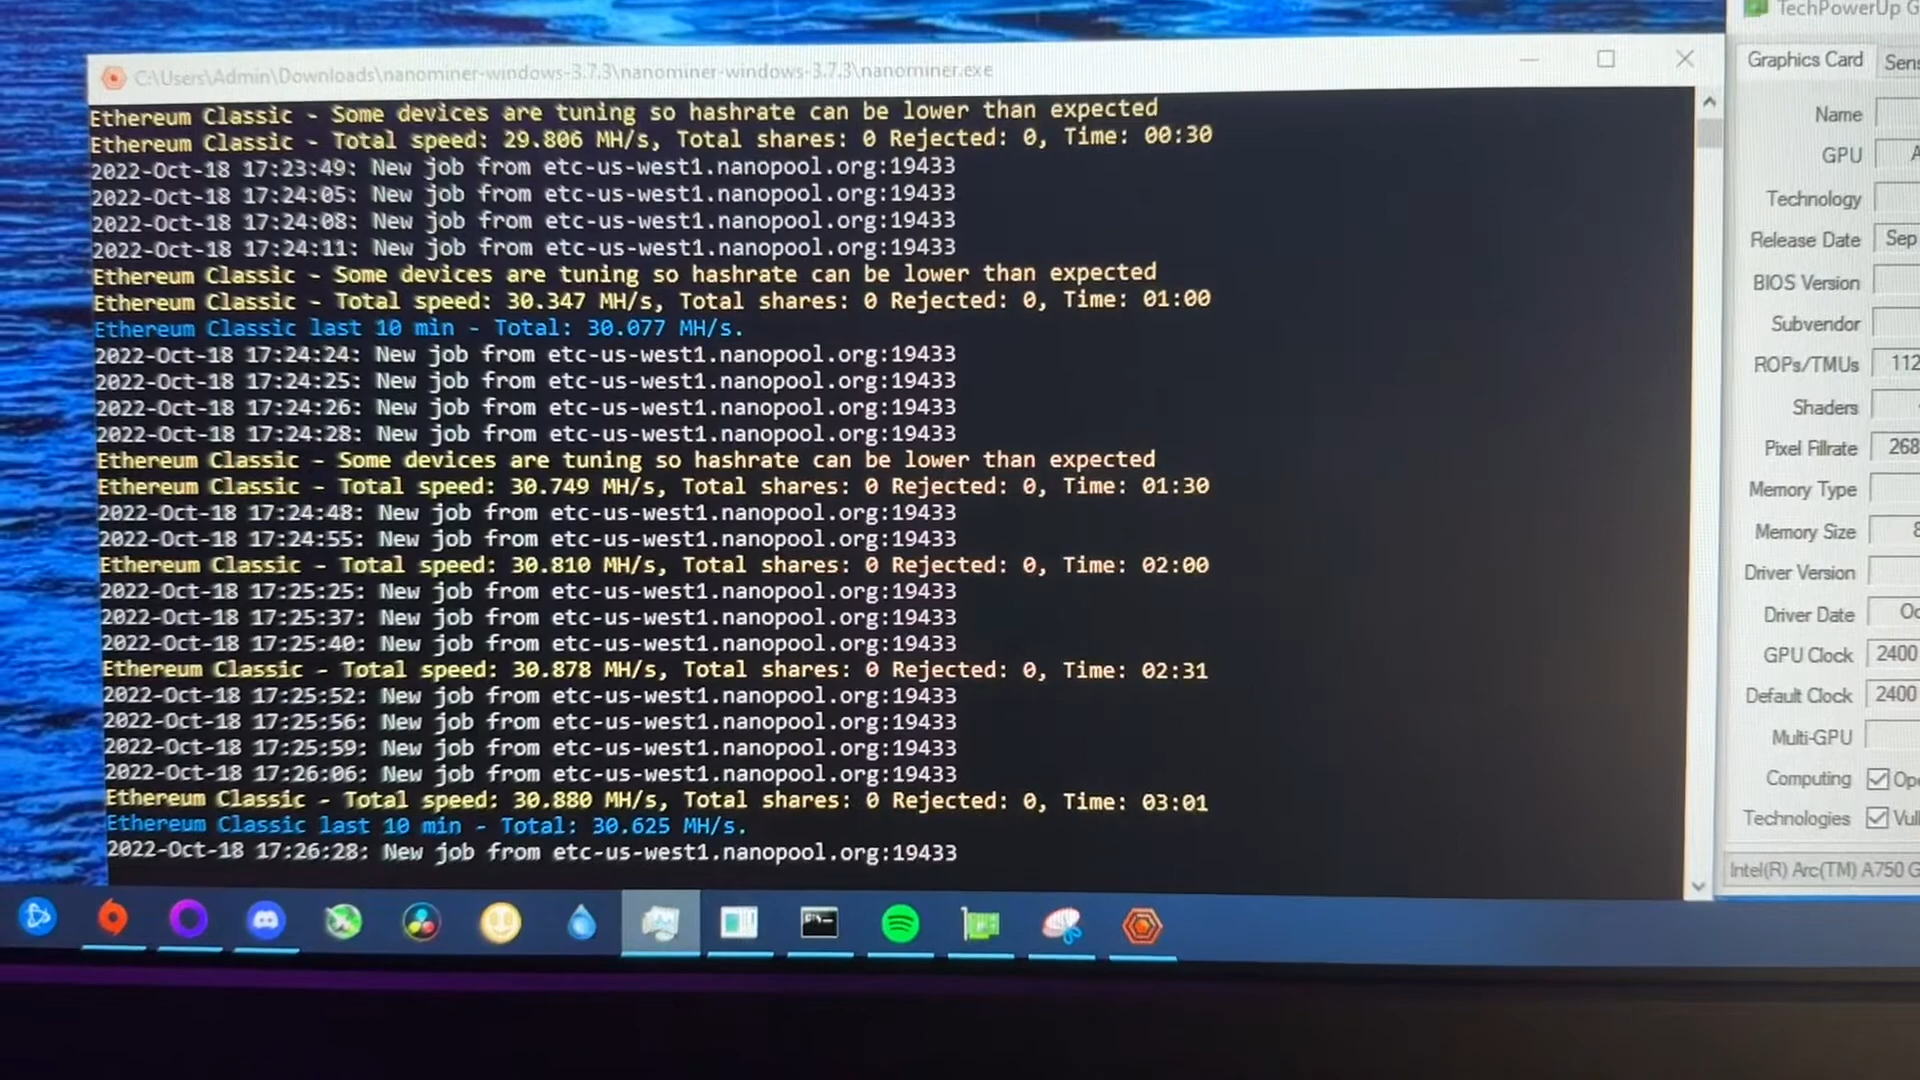 TechPowerUp G
C:\Users\Admin\Downloads\nanominer-windows-3.7.3\nanominer-windows-3.7.3\nanominer.exe
Ethereum Classic - Some devices are tuning so hashrate can be lower than expected
Ethereum Classic - Total speed: 29.806 MH/s, Total shares: 0 Rejected: 0, Time: 00:30
2022-Oct-18 17:23:49: New job from etc-us-west1.nanopool.org:19433
2022-Oct-18 17:24:05: New job from etc-us-west1.nanopool.org:19433
2022-Oct-18 17:24:08: New job from etc-us-west1.nanopool.org:19433
2022-Oct-18 17:24:11: New job from etc-us-west1.nanopool.org:19433
Ethereum Classic - Some devices are tuning so hashrate can be lower than expected
Ethereum Classic - Total speed: 30.347 MH/s, Total shares: 0 Rejected: 0, Time: 01:00
Ethereum Classic last 10 min - Total: 30.077 MH/s.
2022-Oct-18 17:24:24: New job from etc-us-west1.nanopool.org:19433
2022-Oct-18 17:24:25: New job from etc-us-west1.nanopool.org:19433
2022-Oct-18 17:24:26: New job from etc-us-west1.nanopool.org:19433
2022-Oct-18 17:24:28: New job from etc-us-west1.nanopool.org:19433
Ethereum Classic - Some devices are tuning so hashrate can be lower than expected
Ethereum Classic - Total speed: 30.749 MH/s, Total shares: 0 Rejected: 0, Time: 01:30
2022-Oct-18 17:24:48: New job from etc-us-west1.nanopool.org:19433
2022-Oct-18 17:24:55: New job from etc-us-west1.nanopool.org:19433
Ethereum Classic - Total speed: 30.810 MH/s, Total shares: 0 Rejected: 0, Time: 02:00
2022-Oct-18 17:25:25: New job from etc-us-west1.nanopool.org:19433
2022-Oct-18 17:25:37: New job from etc-us-west1.nanopool.org:19433
2022-Oct-18 17:25:40: New job from etc-us-west1.nanopool.org:19433
Ethereum Classic - Total speed: 30.878 MH/s, Total shares: 0 Rejected: 0, Time: 02:31
2022-Oct-18 17:25:52: New job from etc-us-west1.nanopool.org:19433
2022-Oct-18 17:25:56: New job from etc-us-west1.nanopool.org:19433
2022-Oct-18 17:25:59: New job from etc-us-west1.nanopool.org:19433
2022-Oct-18 17:26:06: New job from etc-us-west1.nanopool.org:19433
Ethereum Classic - Total speed: 30.880 MH/s, Total shares: 0 Rejected: 0, Time: 03:01
Ethereum Classic last 10 min - Total: 30.625 MH/s.
2022-Oct-18 17:26:28: New job from etc-us-west1.nanopool.org:19433
Graphics Card Sens
Name
GPU A
Technology
Release Date Sep
BIOS Version
Subvendor
ROPs/TMUs 112
Shaders
Pixel Fillrate 268
Memory Type
Memory Size 8
Driver Version
Driver Date Oc
GPU Clock 2400
Default Clock 2400
Multi-GPU
Computing Ope
Technologies Vulk
Intel(R) Arc(TM) A750 G